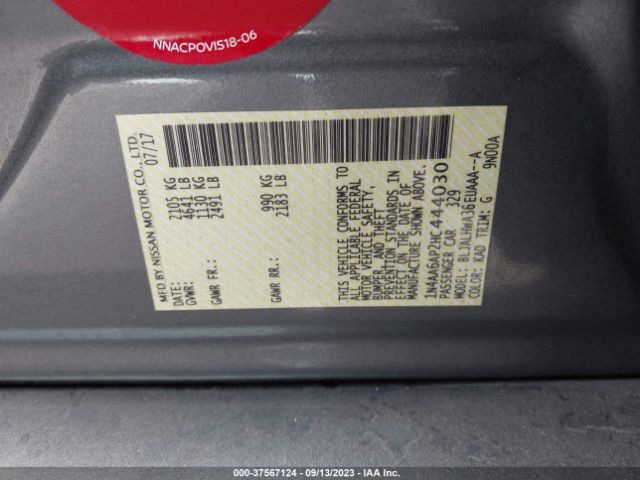 NNACPOVIS18-06
MFD BY NISSAN MOTOR CO., LTD.
DATE: 07/17
GVWR: 2105 KG
4641 LB
GAWR FR: 1130 KG
2491 LB
GAWR RR: 990 KG
2183 LB
THIS VEHICLE CONFORMS TO
ALL APPLICABLE FEDERAL
MOTOR VEHICLE SAFETY,
BUMPER, AND THEFT
PREVENTION STANDARDS IN
EFFECT ON THE DATE OF
MANUFACTURE SHOWN ABOVE.
1N4AA6AP2HC444030
PASSENGER CAR 329
MODEL: BLJALHWA36EUAAA--A
COLOR: KAD TRIM: G 9N00A
000-37567124 - 09/13/2023 - IAA Inc.